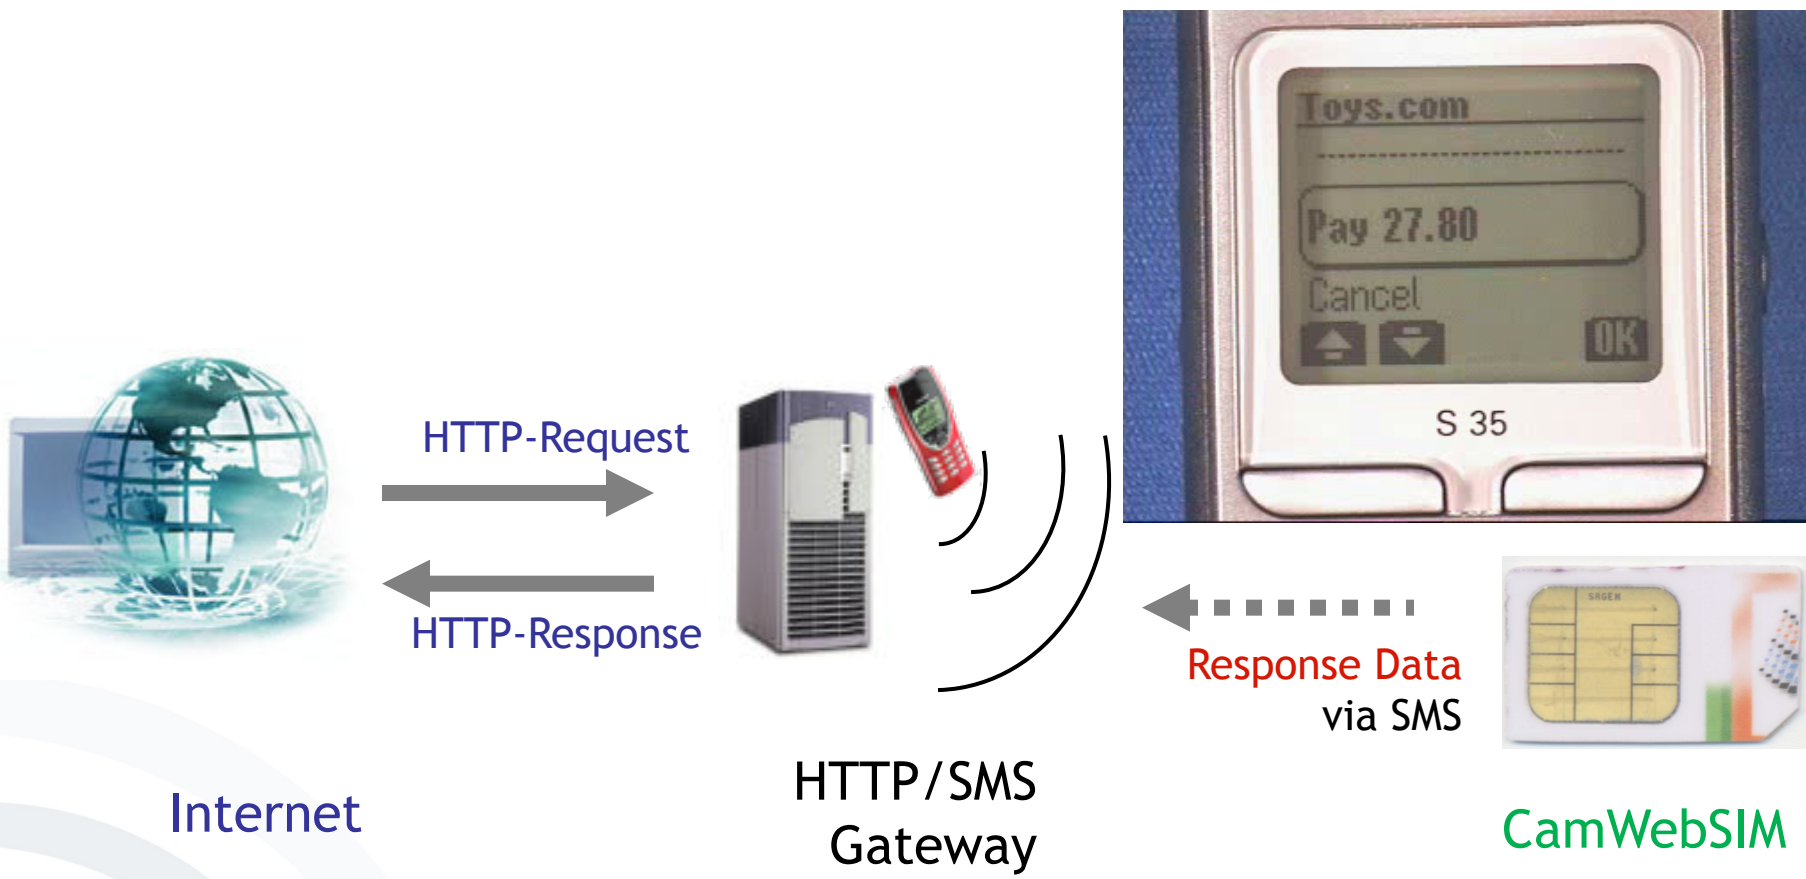 Toys.com
Pay 27.80
Cancel
OK
S 35
HTTP-Request
HTTP-Response
Response Data
via SMS
SAGEM
Internet
HTTP/SMS
Gateway
CamWebSIM